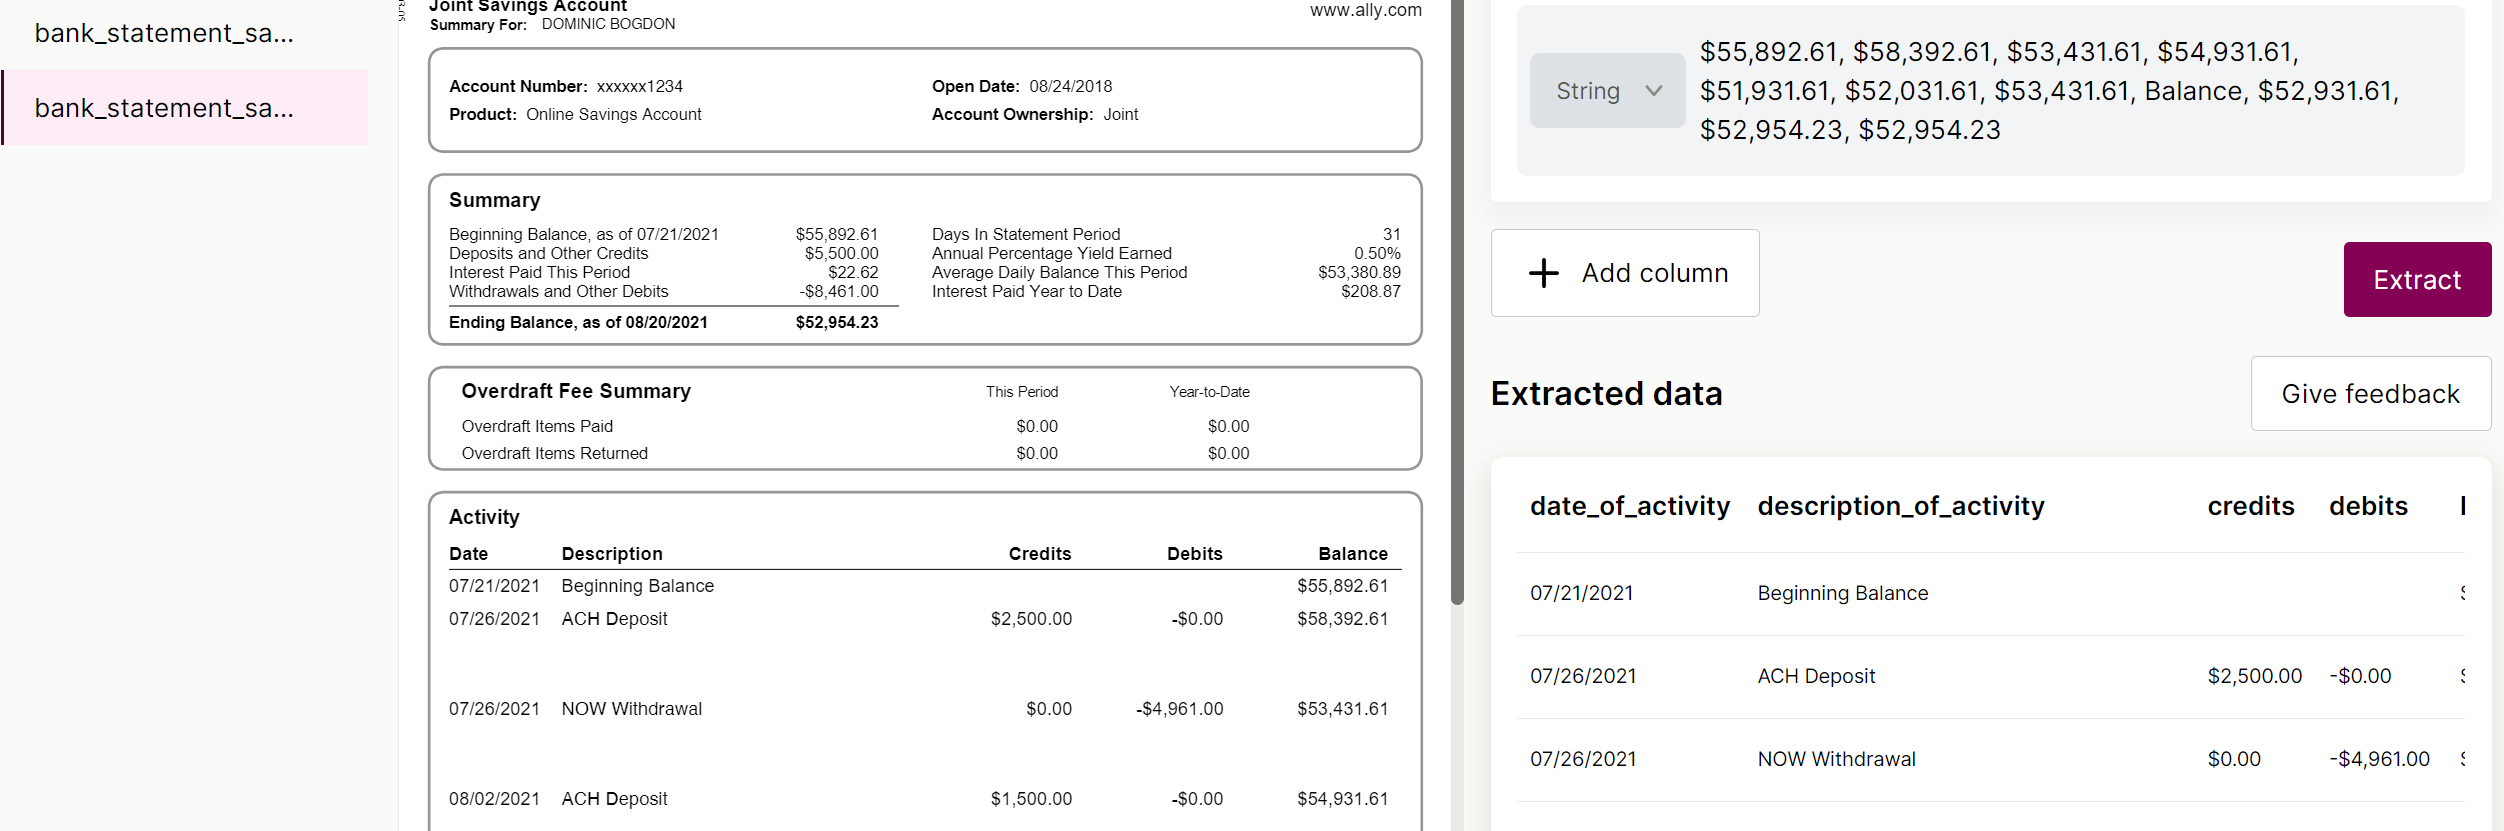 bank_statement_sa...
bank_statement_sa...
Joint Savings Account
www.ally.com
Summary For: DOMINIC BOGDON
Account Number: xxxxxx1234
Open Date: 08/24/2018
Product: Online Savings Account
Account Ownership: Joint
Summary
Beginning Balance, as of 07/21/2021 $55,892.61
Deposits and Other Credits $5,500.00
Interest Paid This Period $22.62
Withdrawals and Other Debits -$8,461.00
Ending Balance, as of 08/20/2021 $52,954.23
Days In Statement Period 31
Annual Percentage Yield Earned 0.50%
Average Daily Balance This Period $53,380.89
Interest Paid Year to Date $208.87
Overdraft Fee Summary This Period Year-to-Date
Overdraft Items Paid $0.00 $0.00
Overdraft Items Returned $0.00 $0.00
Activity
Date Description Credits Debits Balance
07/21/2021 Beginning Balance $55,892.61
07/26/2021 ACH Deposit $2,500.00 -$0.00 $58,392.61
07/26/2021 NOW Withdrawal $0.00 -$4,961.00 $53,431.61
08/02/2021 ACH Deposit $1,500.00 -$0.00 $54,931.61
String
$55,892.61, $58,392.61, $53,431.61, $54,931.61,
$51,931.61, $52,031.61, $53,431.61, Balance, $52,931.61,
$52,954.23, $52,954.23
Add column
Extract
Extracted data
Give feedback
date_of_activity description_of_activity credits debits
07/21/2021 Beginning Balance
07/26/2021 ACH Deposit $2,500.00 -$0.00
07/26/2021 NOW Withdrawal $0.00 -$4,961.00